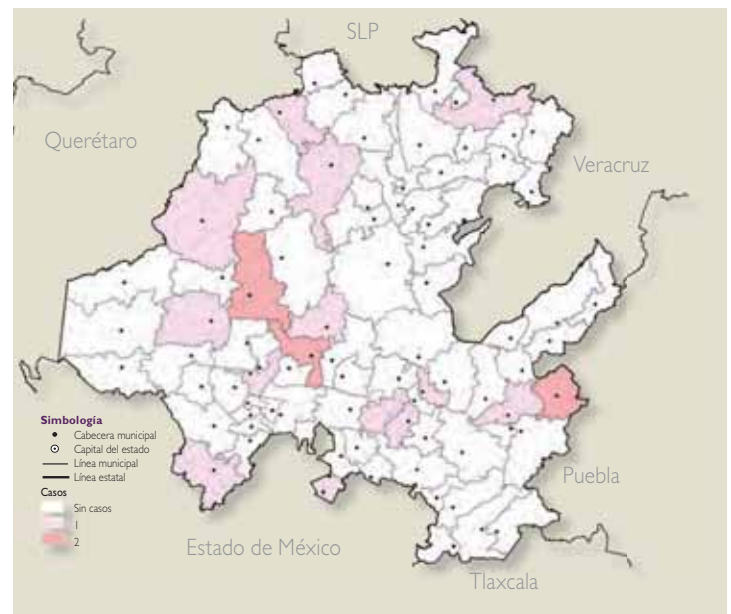 SLP
Querétaro
Veracruz
Simbología
Cabecera municipal
Capital del estado
Línea municipal
Línea estatal
Casos
Sin casos
1
2
Puebla
Estado de México
Tlaxcala